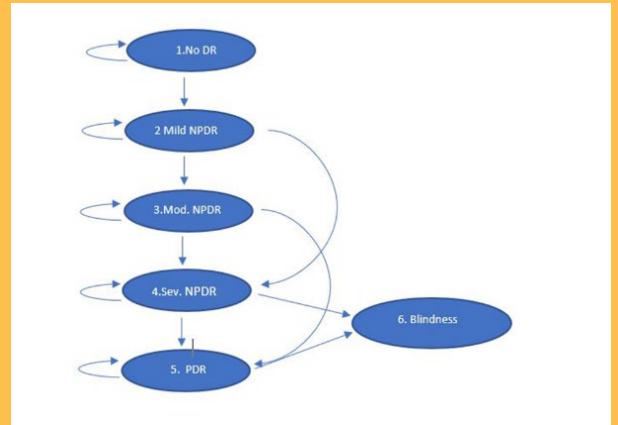 1.No DR
2 Mild NPDR
3.Mod. NPDR
4.Sev. NPDR
6. Blindness
5. PDR